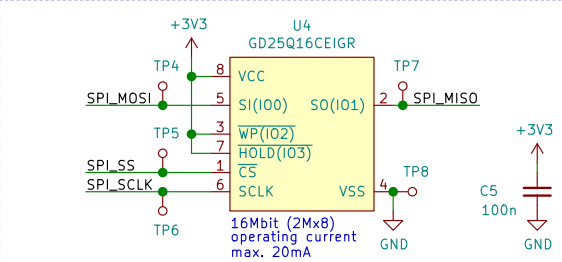 +3V3
U4
GD25Q16CEIGR
TP4
TP7
8 VCC
SPI_MOSI 5 SI(IO0) SO(IO1) 2 SPI_MISO
TP5
3 WP(IO2)
7 HOLD(IO3)
+3V3
SPI_SS 1 CS
TP8
SPI_SCLK 6 SCLK VSS 4
C5
100n
TP6
16Mbit (2Mx8)
operating current
max. 20mA
GND
GND